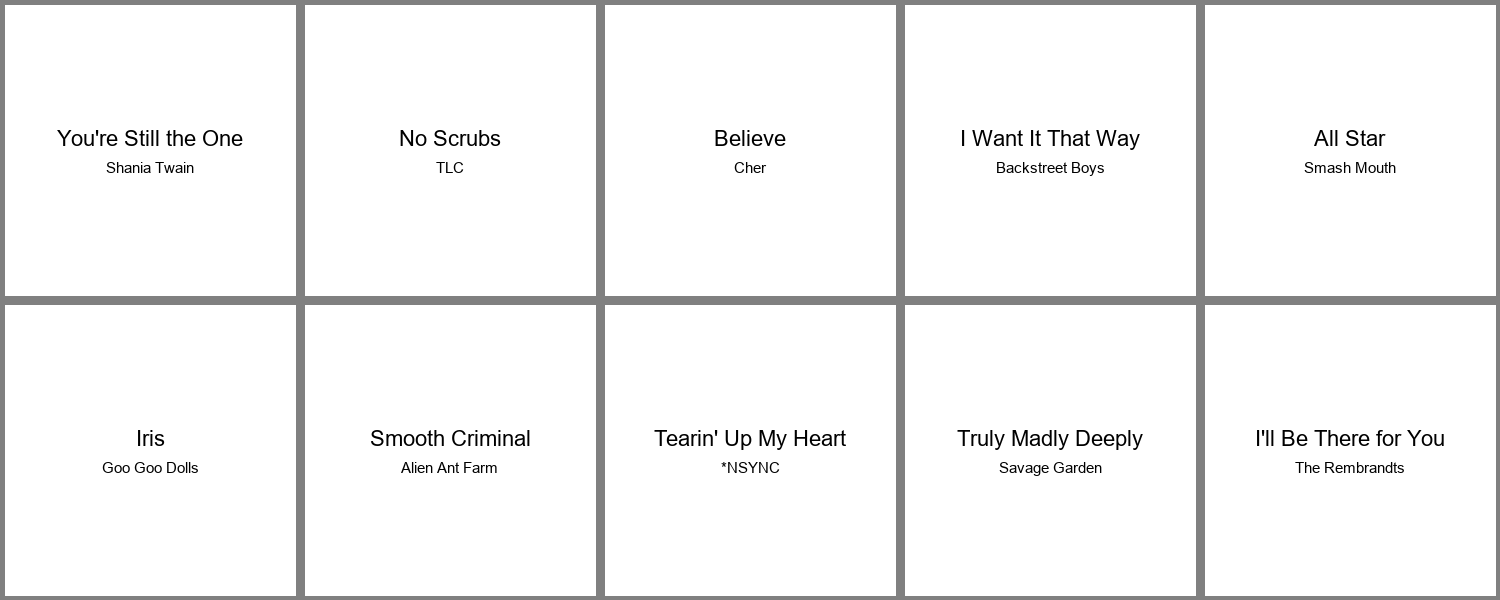 You're Still the One
Shania Twain
No Scrubs
TLC
Believe
Cher
I Want It That Way
Backstreet Boys
All Star
Smash Mouth
Iris
Goo Goo Dolls
Smooth Criminal
Alien Ant Farm
Tearin' Up My Heart
*NSYNC
Truly Madly Deeply
Savage Garden
I'll Be There for You
The Rembrandts